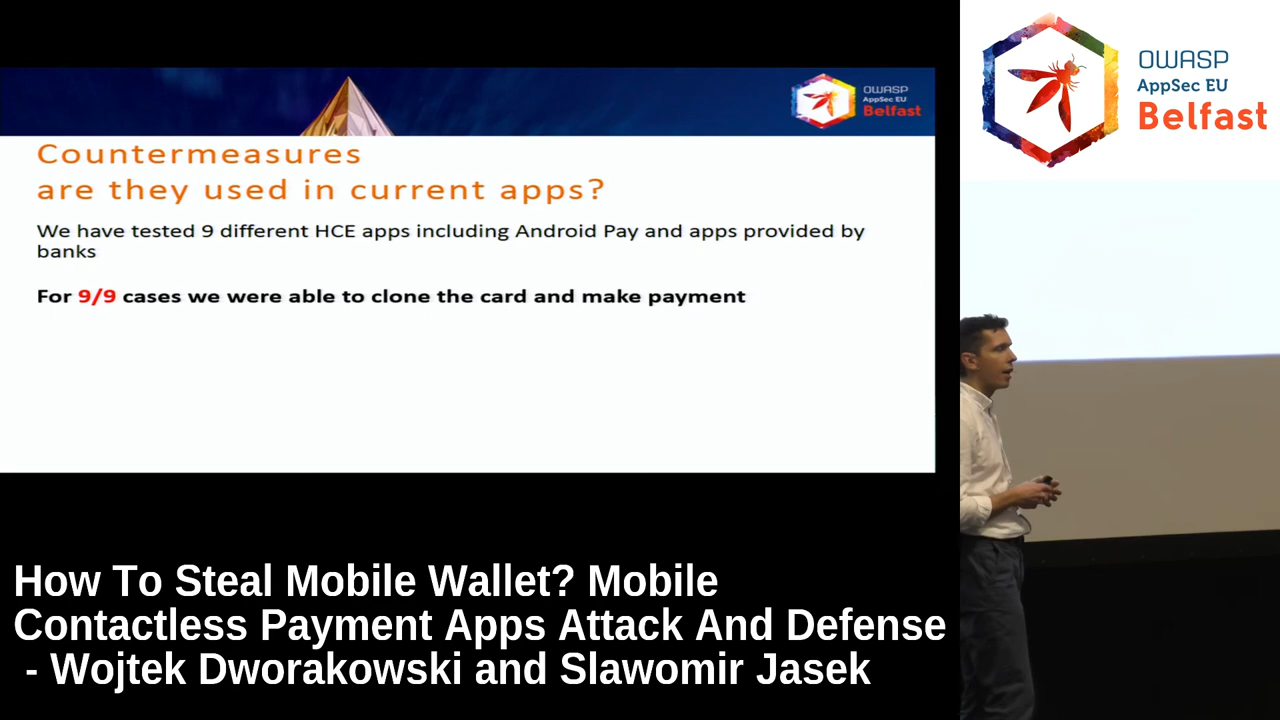 OWASP
AppSec EU
Belfast
OWASP
AppSec EU
Belfast
Countermeasures
are they used in current apps?
We have tested 9 different HCE apps including Android Pay and apps provided by
banks
For 9/9 cases we were able to clone the card and make payment
How To Steal Mobile Wallet? Mobile
Contactless Payment Apps Attack And Defense
- Wojtek Dworakowski and Slawomir Jasek